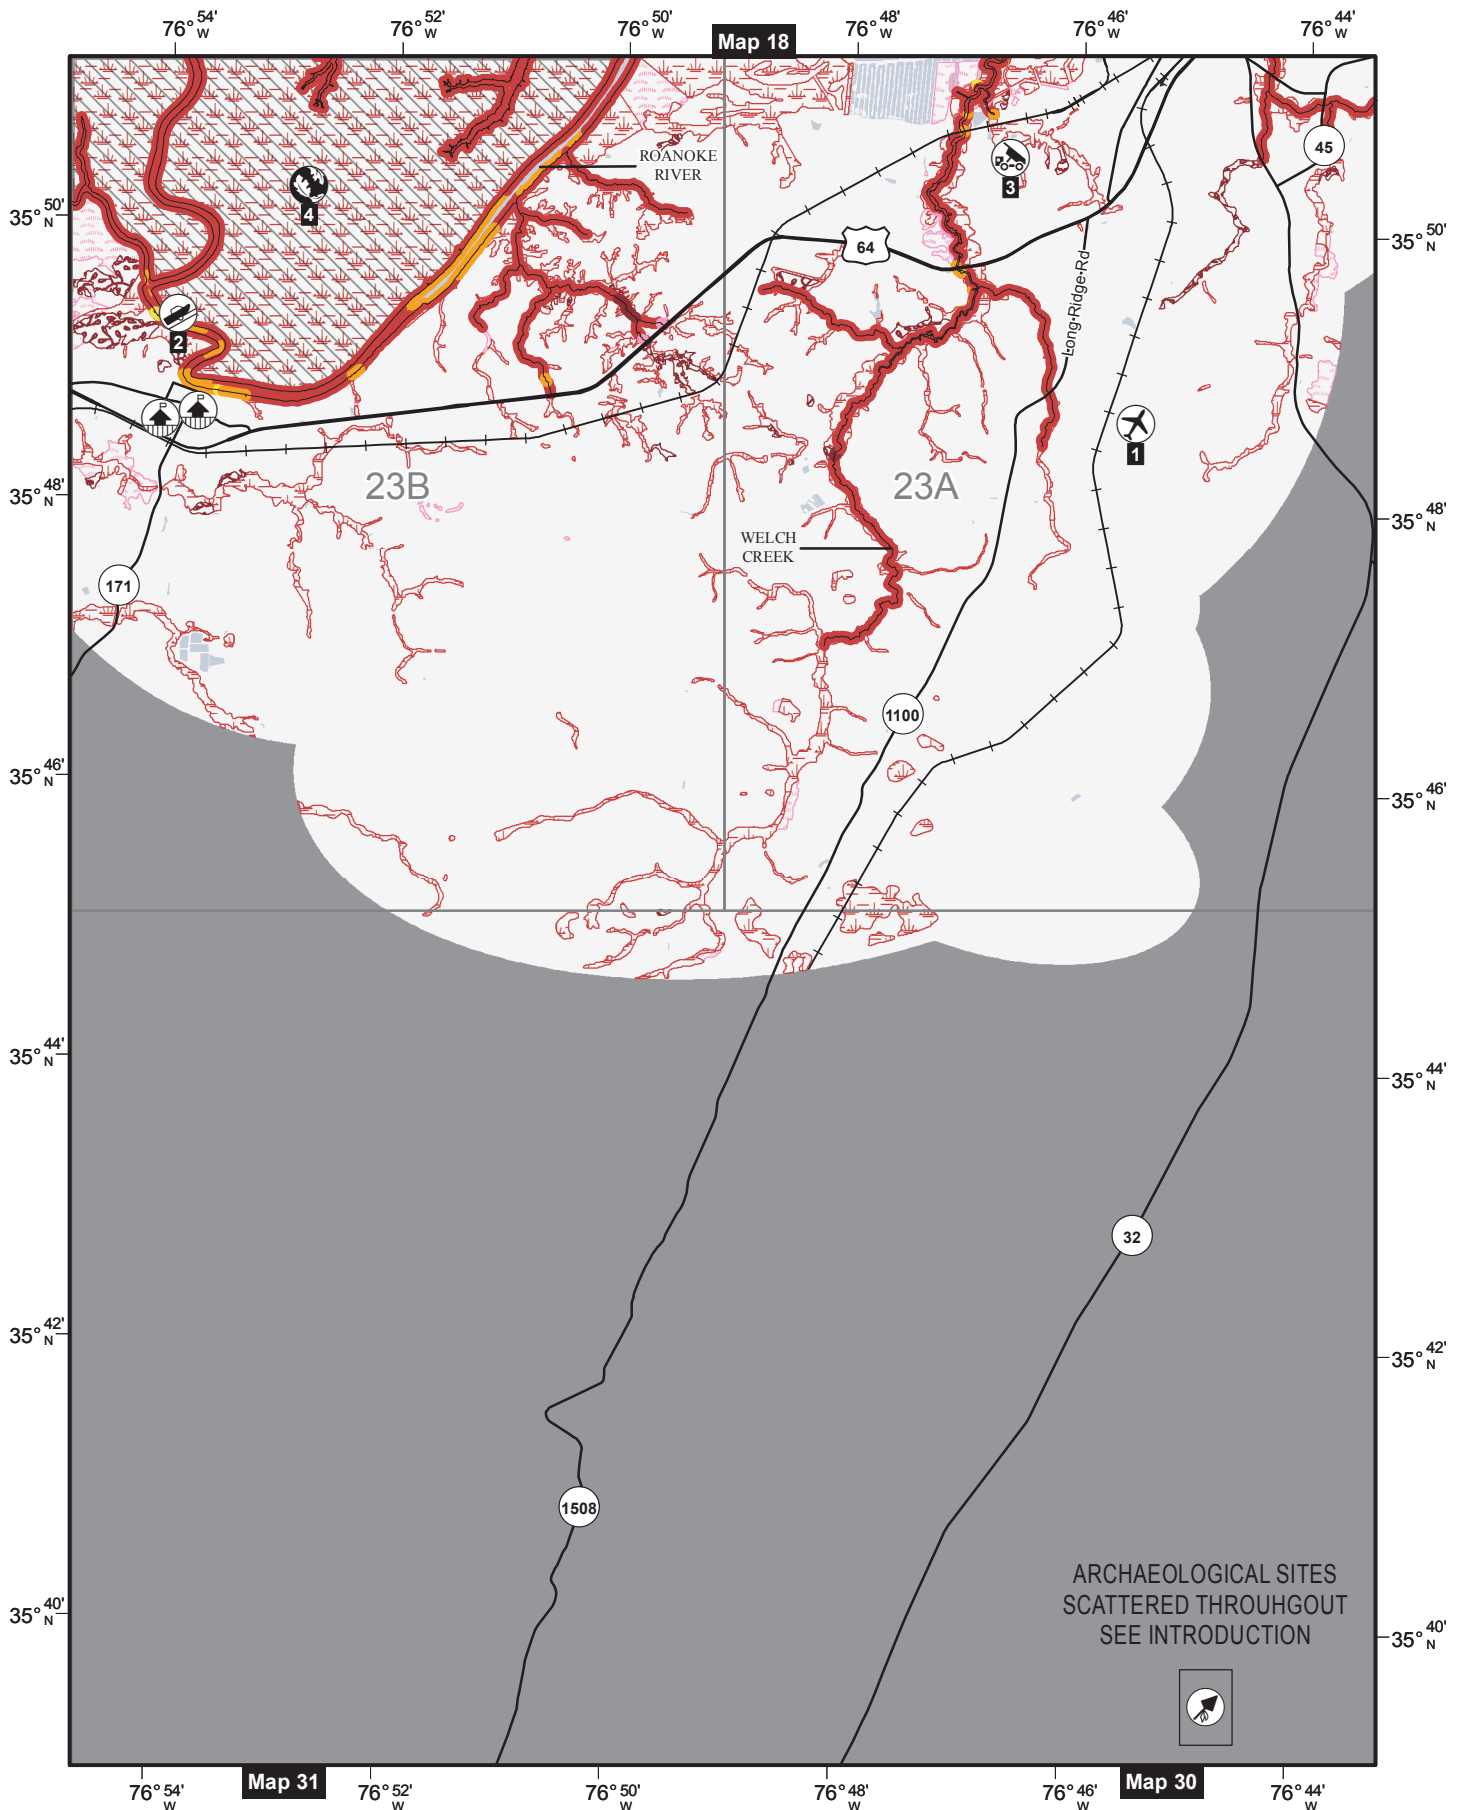 76° 54' W
76° 52' W
76° 50' W
Map 18
76° 48' W
76° 46' W
76° 44' W
ROANOKE
RIVER
45
3
4
35° 50' N
64
35° 50' N
Long Ridge Rd
2
1
23B
23A
35° 48' N
35° 48' N
WELCH
CREEK
171
1100
35° 46' N
35° 46' N
35° 44' N
35° 44' N
32
35° 42' N
35° 42' N
1508
ARCHAEOLOGICAL SITES
SCATTERED THROUHGOUT
SEE INTRODUCTION
35° 40' N
35° 40' N
76° 54' W
Map 31
76° 52' W
76° 50' W
76° 48' W
76° 46' W
Map 30
76° 44' W